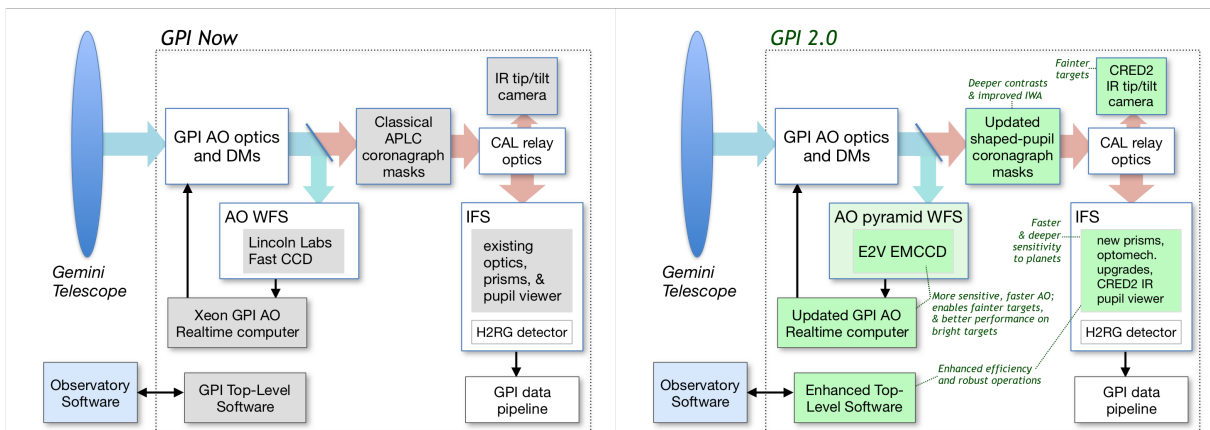 GPI Now
IR tip/tilt
camera
GPI AO optics
and DMs
Classical
APLC
coronagraph
masks
CAL relay
optics
AO WFS
Lincoln Labs
Fast CCD
IFS
existing
optics,
prisms, &
pupil viewer
H2RG detector
Gemini
Telescope
Xeon GPI AO
Realtime computer
Observatory
Software
GPI Top-Level
Software
GPI data
pipeline
GPI 2.0
Fainter
targets
CRED2
IR tip/tilt
camera
Deeper contrasts
& improved IWA
GPI AO optics
and DMs
Updated
shaped-pupil
coronagraph
masks
CAL relay
optics
AO pyramid WFS
E2V EMCCD
Faster
& deeper
sensitivity
to planets
IFS
new prisms,
optomech.
upgrades,
CRED2 IR
pupil viewer
H2RG detector
Gemini
Telescope
Updated GPI AO
Realtime computer
More sensitive, faster AO;
enables fainter targets,
& better performance on
bright targets
Observatory
Software
Enhanced Top-
Level Software
Enhanced efficiency
and robust operations
GPI data
pipeline